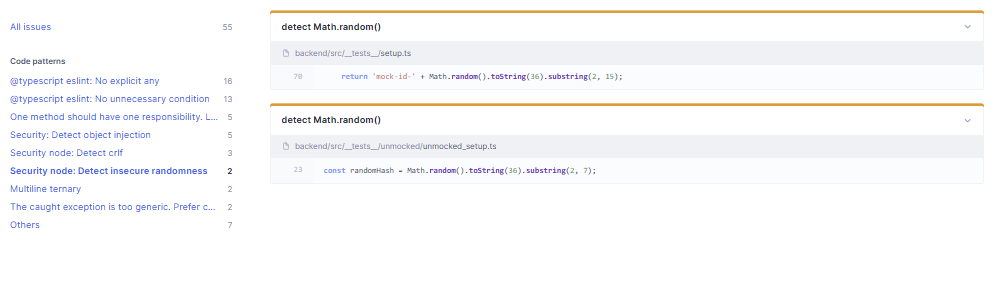 All issues 55
Code patterns
@typescript eslint: No explicit any 16
@typescript eslint: No unnecessary condition 13
One method should have one responsibility. L... 5
Security: Detect object injection 5
Security node: Detect crlf 3
Security node: Detect insecure randomness 2
Multiline ternary 2
The caught exception is too generic. Prefer c... 2
Others 7
detect Math.random()
backend/src/__tests__/setup.ts
70 return 'mock-id-' + Math.random().toString(36).substring(2, 15);
detect Math.random()
backend/src/__tests__/unmocked/unmocked_setup.ts
23 const randomHash = Math.random().toString(36).substring(2, 7);